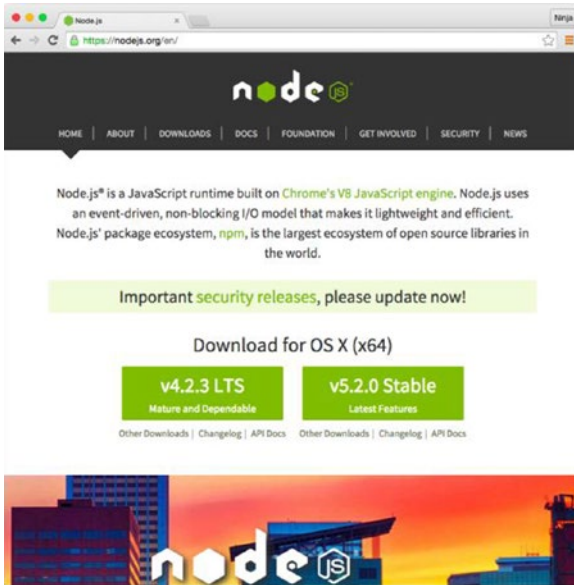 Node.js
Ninja
https://nodejs.org/en/
node JS
HOME | ABOUT | DOWNLOADS | DOCS | FOUNDATION | GET INVOLVED | SECURITY | NEWS
Node.js® is a JavaScript runtime built on Chrome's V8 JavaScript engine. Node.js uses
an event-driven, non-blocking I/O model that makes it lightweight and efficient.
Node.js' package ecosystem, npm, is the largest ecosystem of open source libraries in
the world.
Important security releases, please update now!
Download for OS X (x64)
v4.2.3 LTS
Mature and Dependable
v5.2.0 Stable
Latest Features
Other Downloads | Changelog | API Docs
Other Downloads | Changelog | API Docs
node JS